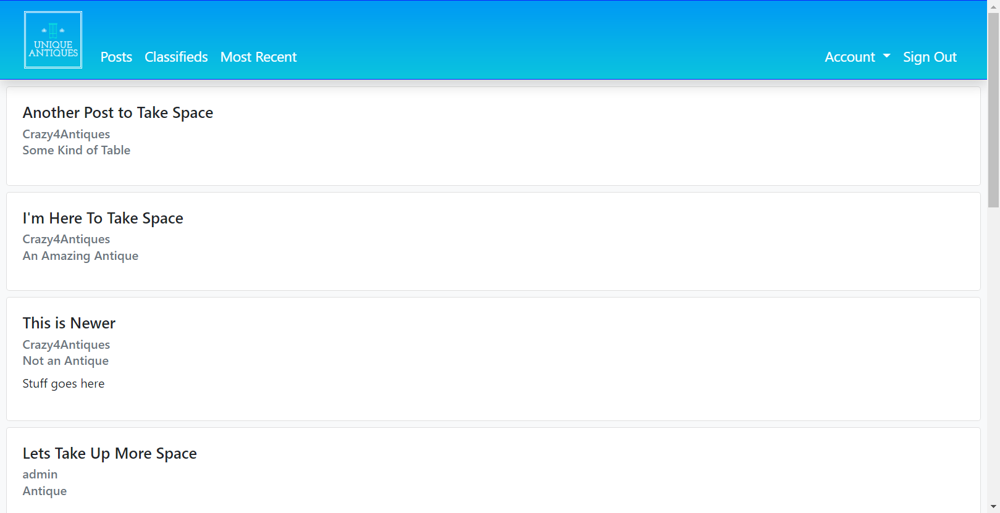 UNIQUE
ANTIQUES
Posts Classifieds Most Recent
Account Sign Out
Another Post to Take Space
Crazy4Antiques
Some Kind of Table
I'm Here To Take Space
Crazy4Antiques
An Amazing Antique
This is Newer
Crazy4Antiques
Not an Antique
Stuff goes here
Lets Take Up More Space
admin
Antique